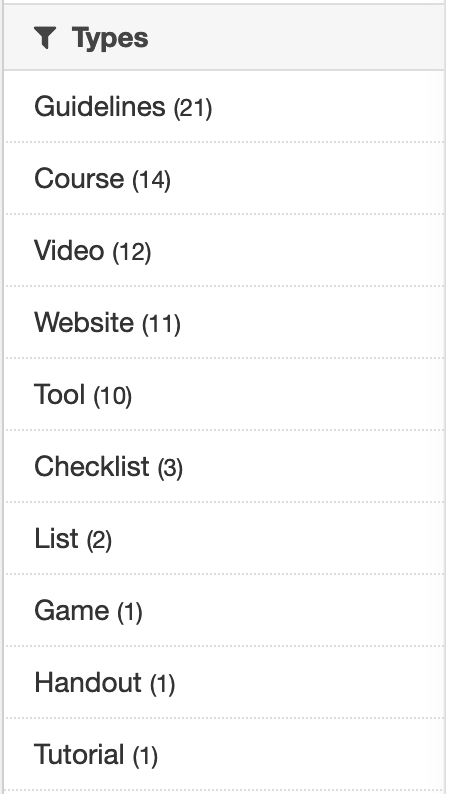 Types
Guidelines (21)
Course (14)
Video (12)
Website (11)
Tool (10)
Checklist (3)
List (2)
Game (1)
Handout (1)
Tutorial (1)